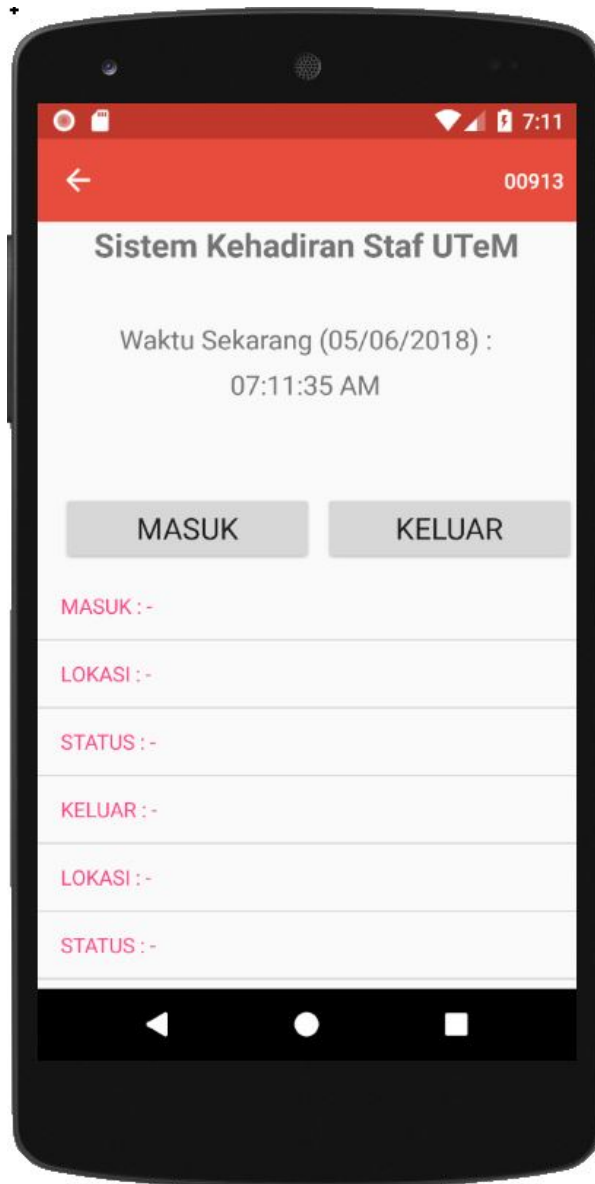 7:11
00913
Sistem Kehadiran Staf UTeM
Waktu Sekarang (05/06/2018) :
07:11:35 AM
MASUK KELUAR
MASUK : -
LOKASI : -
STATUS : -
KELUAR : -
LOKASI : -
STATUS : -